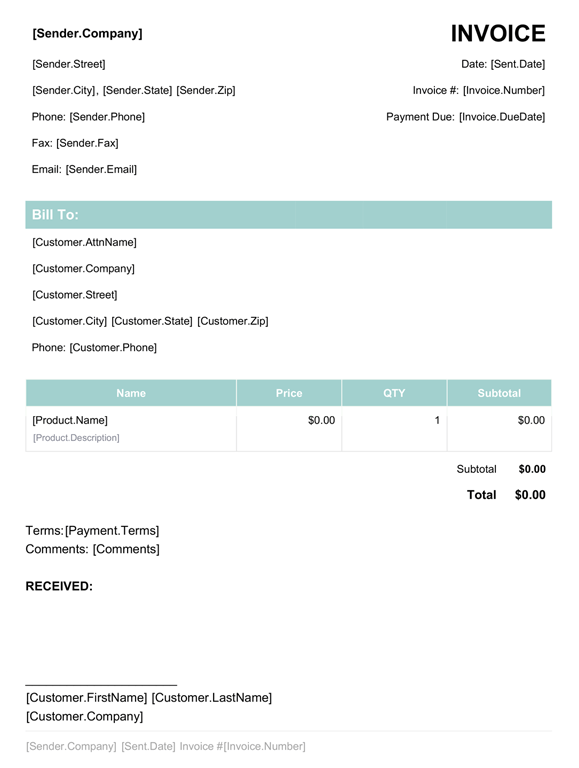 [Sender.Company]
INVOICE
[Sender.Street]
Date: [Sent.Date]
[Sender.City], [Sender.State] [Sender.Zip]
Invoice #: [Invoice.Number]
Phone: [Sender.Phone]
Payment Due: [Invoice.DueDate]
Fax: [Sender.Fax]
Email: [Sender.Email]
Bill To:
[Customer.AttnName]
[Customer.Company]
[Customer.Street]
[Customer.City] [Customer.State] [Customer.Zip]
Phone: [Customer.Phone]
Name Price QTY Subtotal
[Product.Name] $0.00 1 $0.00
[Product.Description]
Subtotal $0.00
Total $0.00
Terms:[Payment.Terms]
Comments: [Comments]
RECEIVED:
[Customer.FirstName] [Customer.LastName]
[Customer.Company]
[Sender.Company] [Sent.Date] Invoice #[Invoice.Number]